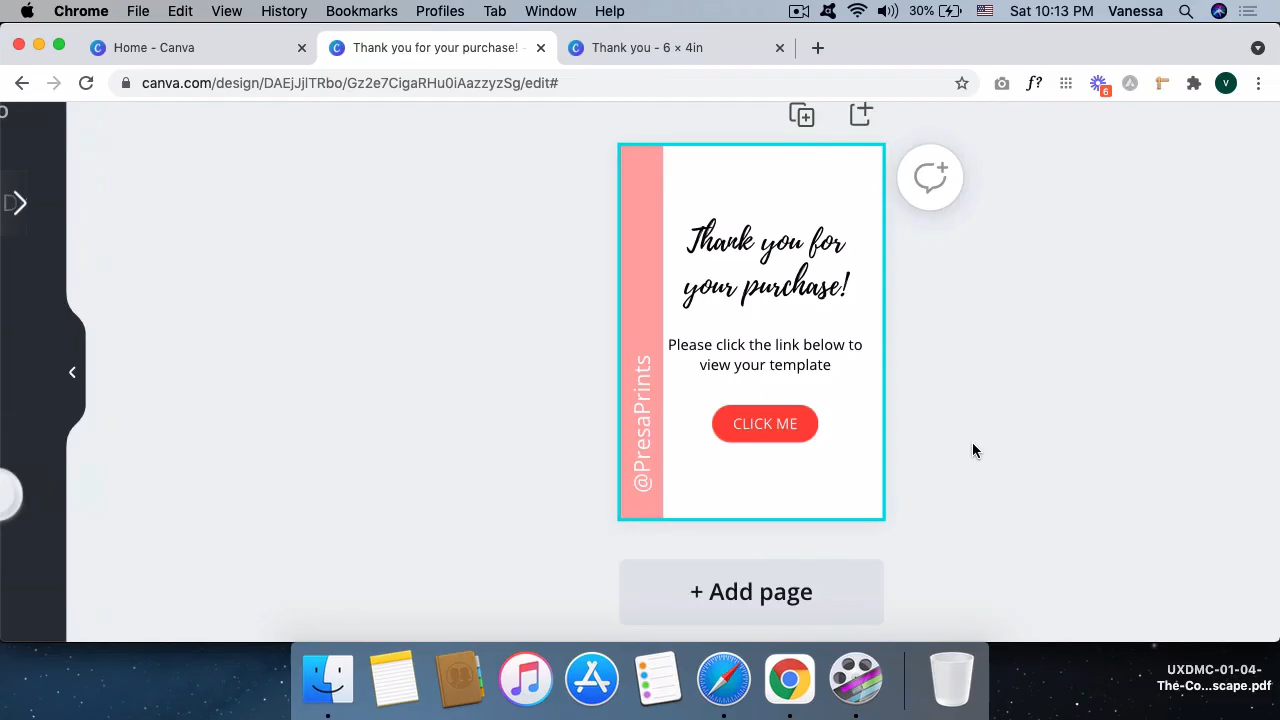 Chrome File Edit View History Bookmarks Profiles Tab Window Help 30% Sat 10:13 PM Vanessa
Home - Canva
Thank you for your purchase! -
Thank you - 6 × 4in
canva.com/design/DAEjJjlTRbo/Gz2e7CigaRHu0iAazzyzSg/edit#
f?
6
V
D
Thank you for
your purchase!
Please click the link below to
view your template
CLICK ME
@PresaPrints
+ Add page
UXDMC-01-04-
The-Co...scape.pdf